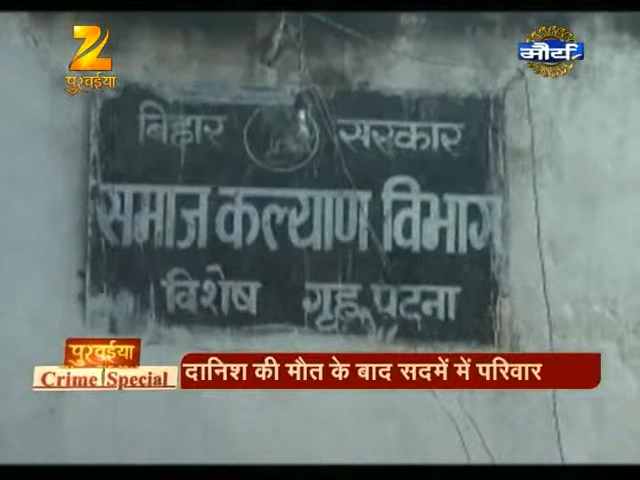 Z
पुरवईया
मौर्य
बिहार सरकार
समाज कल्याण विभाग
विशेष गृह, पटना
पुरवईया
Crime Special
दानिश की मौत के बाद सदमें में परिवार